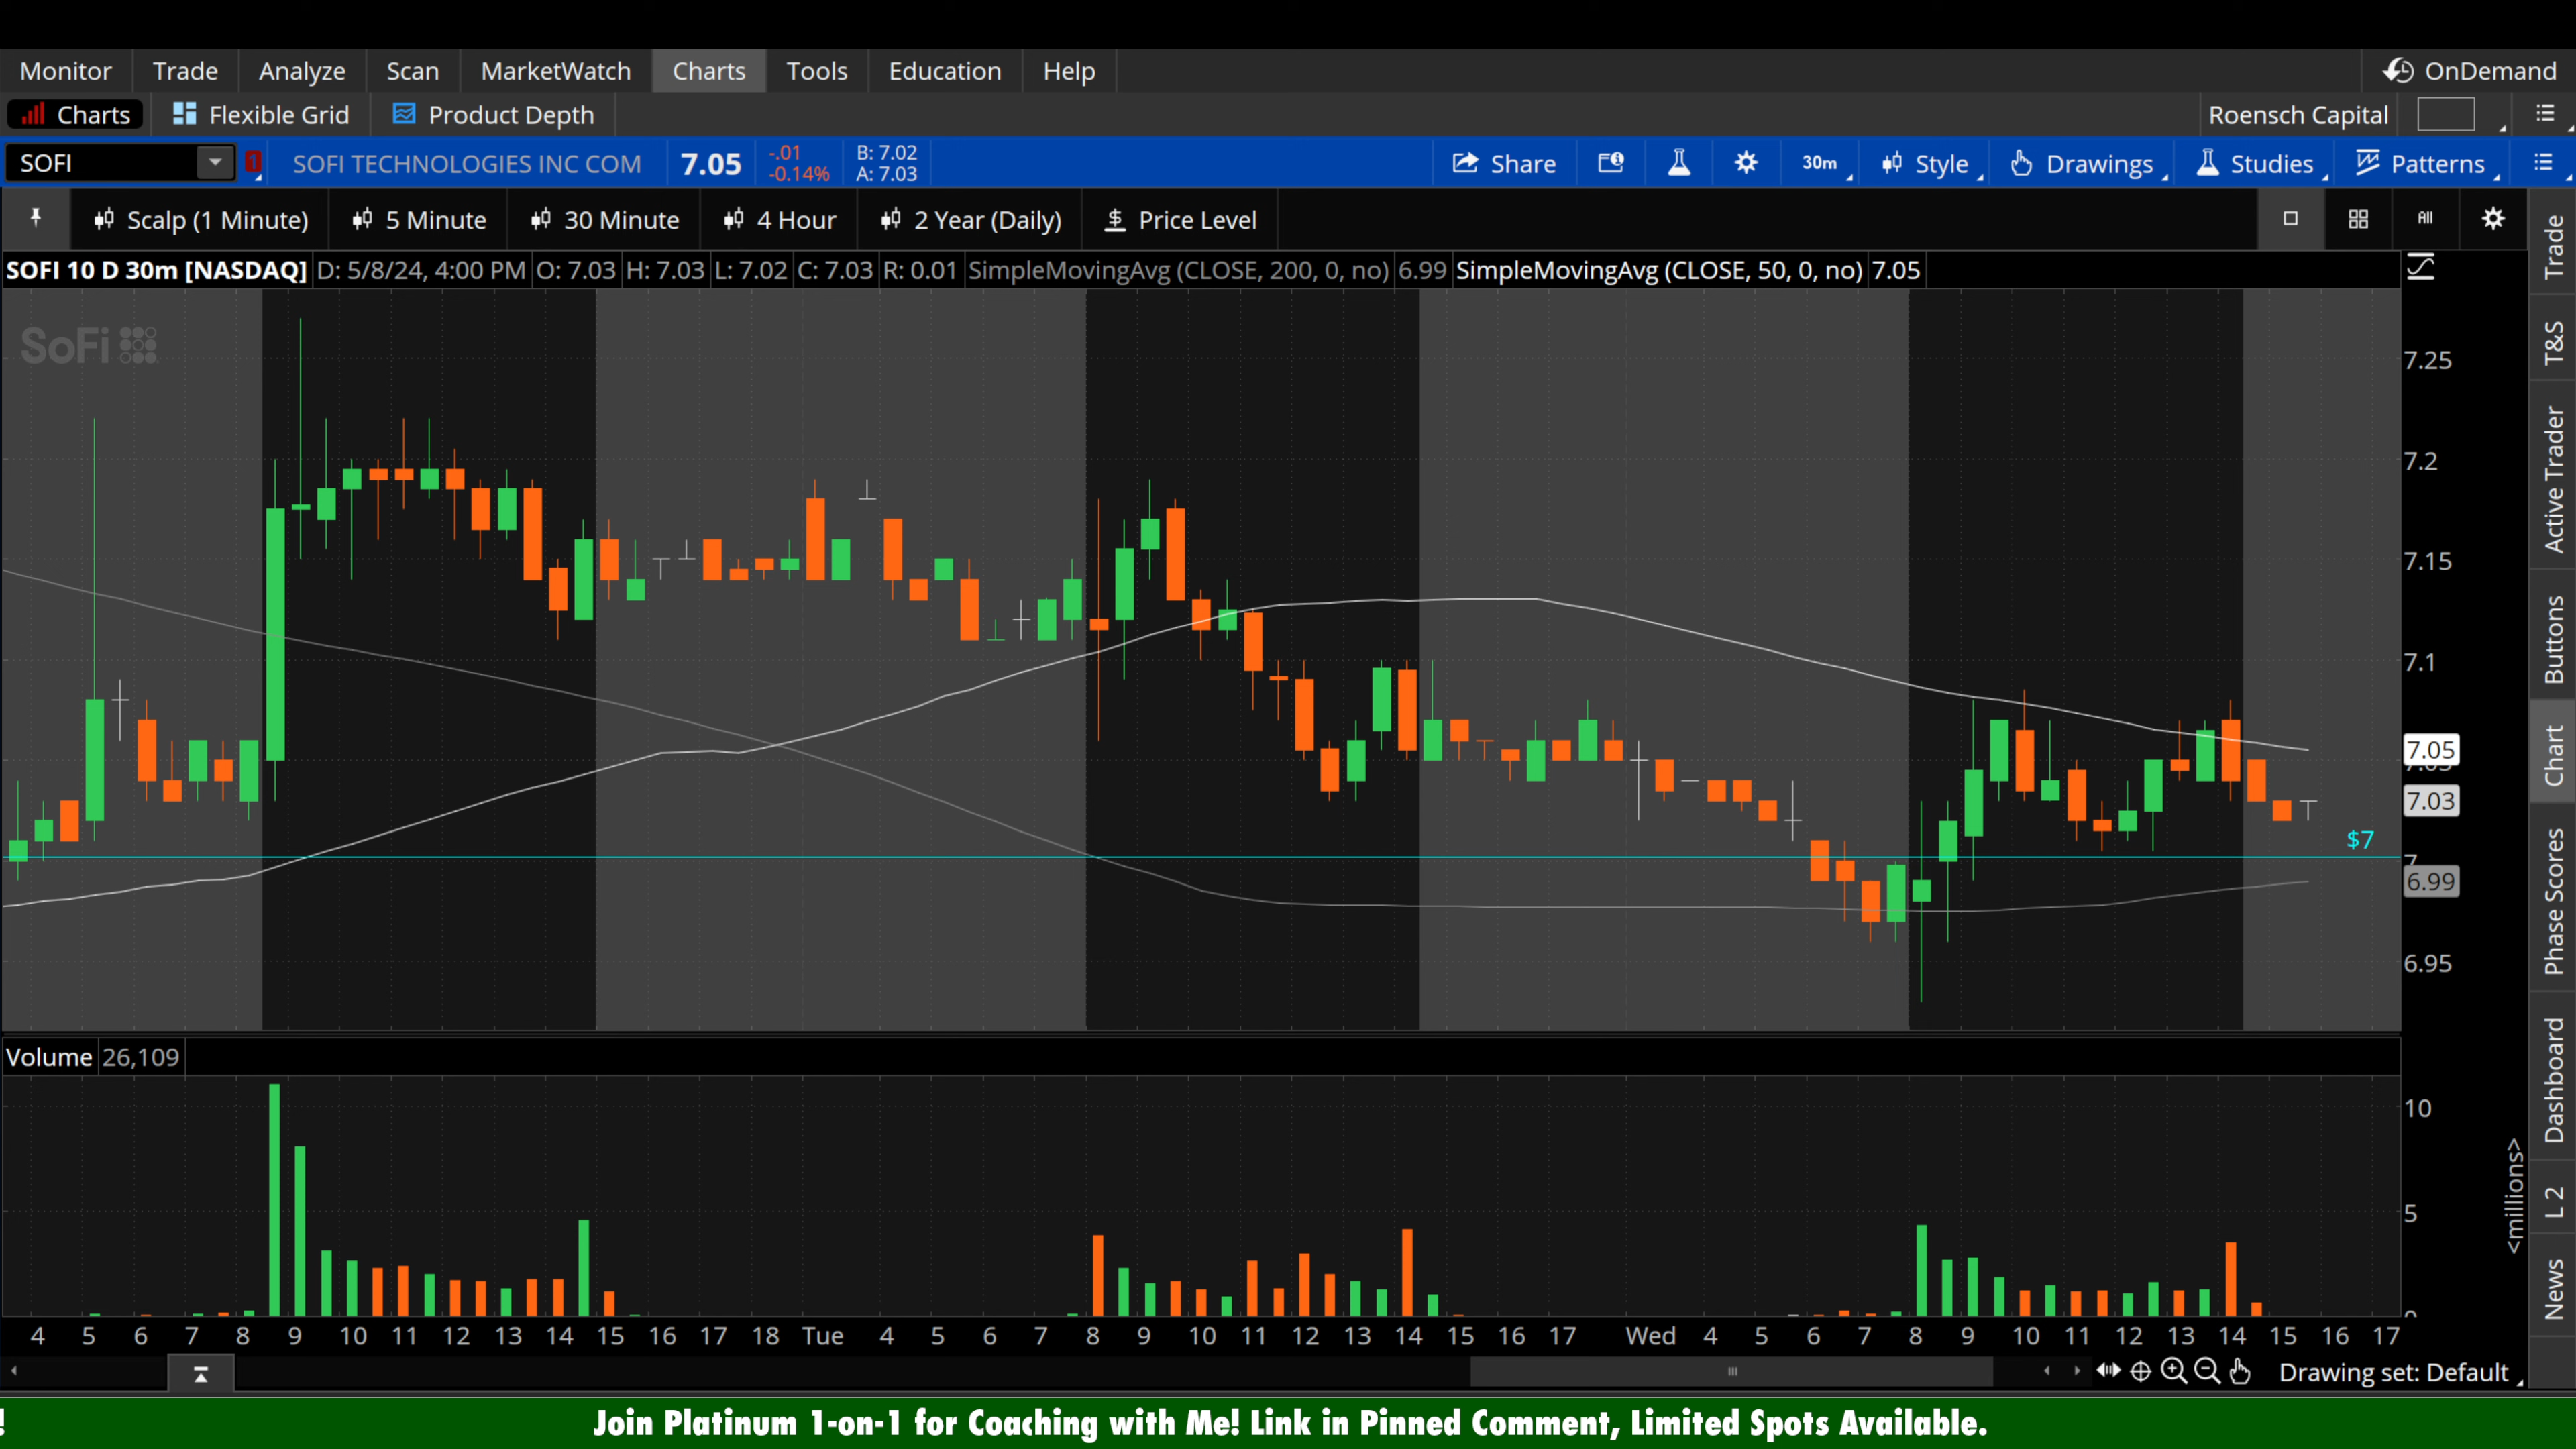 Monitor Trade Analyze Scan MarketWatch Charts Tools Education Help OnDemand
Charts Flexible Grid Product Depth Roensch Capital
SOFI 1 SOFI TECHNOLOGIES INC COM 7.05 -.01 -0.14% B: 7.02 A: 7.03 Share 30m Style Drawings Studies Patterns
Scalp (1 Minute) 5 Minute 30 Minute 4 Hour 2 Year (Daily) Price Level All
SOFI 10 D 30m [NASDAQ] D: 5/8/24, 4:00 PM O: 7.03 H: 7.03 L: 7.02 C: 7.03 R: 0.01 SimpleMovingAvg (CLOSE, 200, 0, no) 6.99 SimpleMovingAvg (CLOSE, 50, 0, no) 7.05
SoFi
7.25
7.2
7.15
7.1
7.05
7.03
$7
7
6.99
6.95
Volume 26,109
10
5
0
<millions>
4 5 6 7 8 9 10 11 12 13 14 15 16 17 18 Tue 4 5 6 7 8 9 10 11 12 13 14 15 16 17 Wed 4 5 6 7 8 9 10 11 12 13 14 15 16 17
Drawing set: Default
Trade
T&S
Active Trader
Buttons
Chart
Phase Scores
Dashboard
L 2
News
! Join Platinum 1-on-1 for Coaching with Me! Link in Pinned Comment, Limited Spots Available.